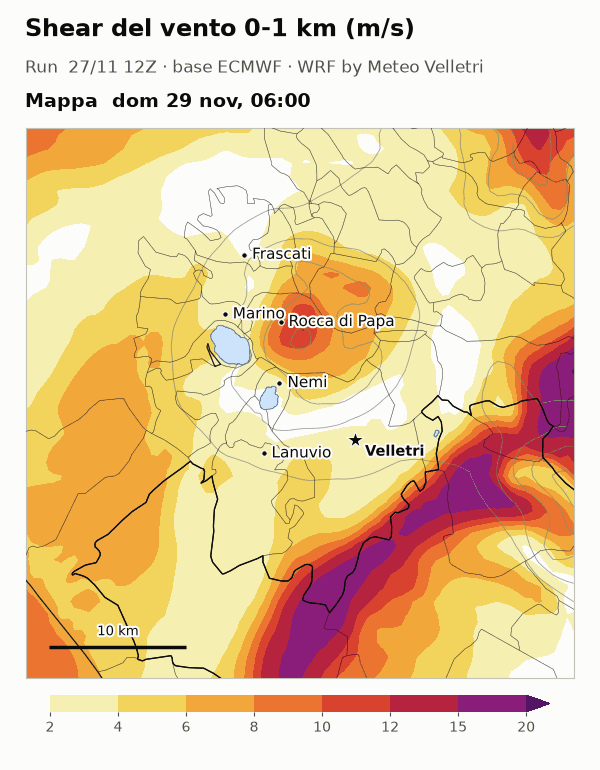 Shear del vento 0-1 km (m/s)
Run  27/11 12Z · base ECMWF · WRF by Meteo Velletri
Mappa  dom 29 nov, 06:00
Frascati
Marino
Rocca di Papa
Nemi
Velletri
Lanuvio
10 km
2 4 6 8 10 12 15 20